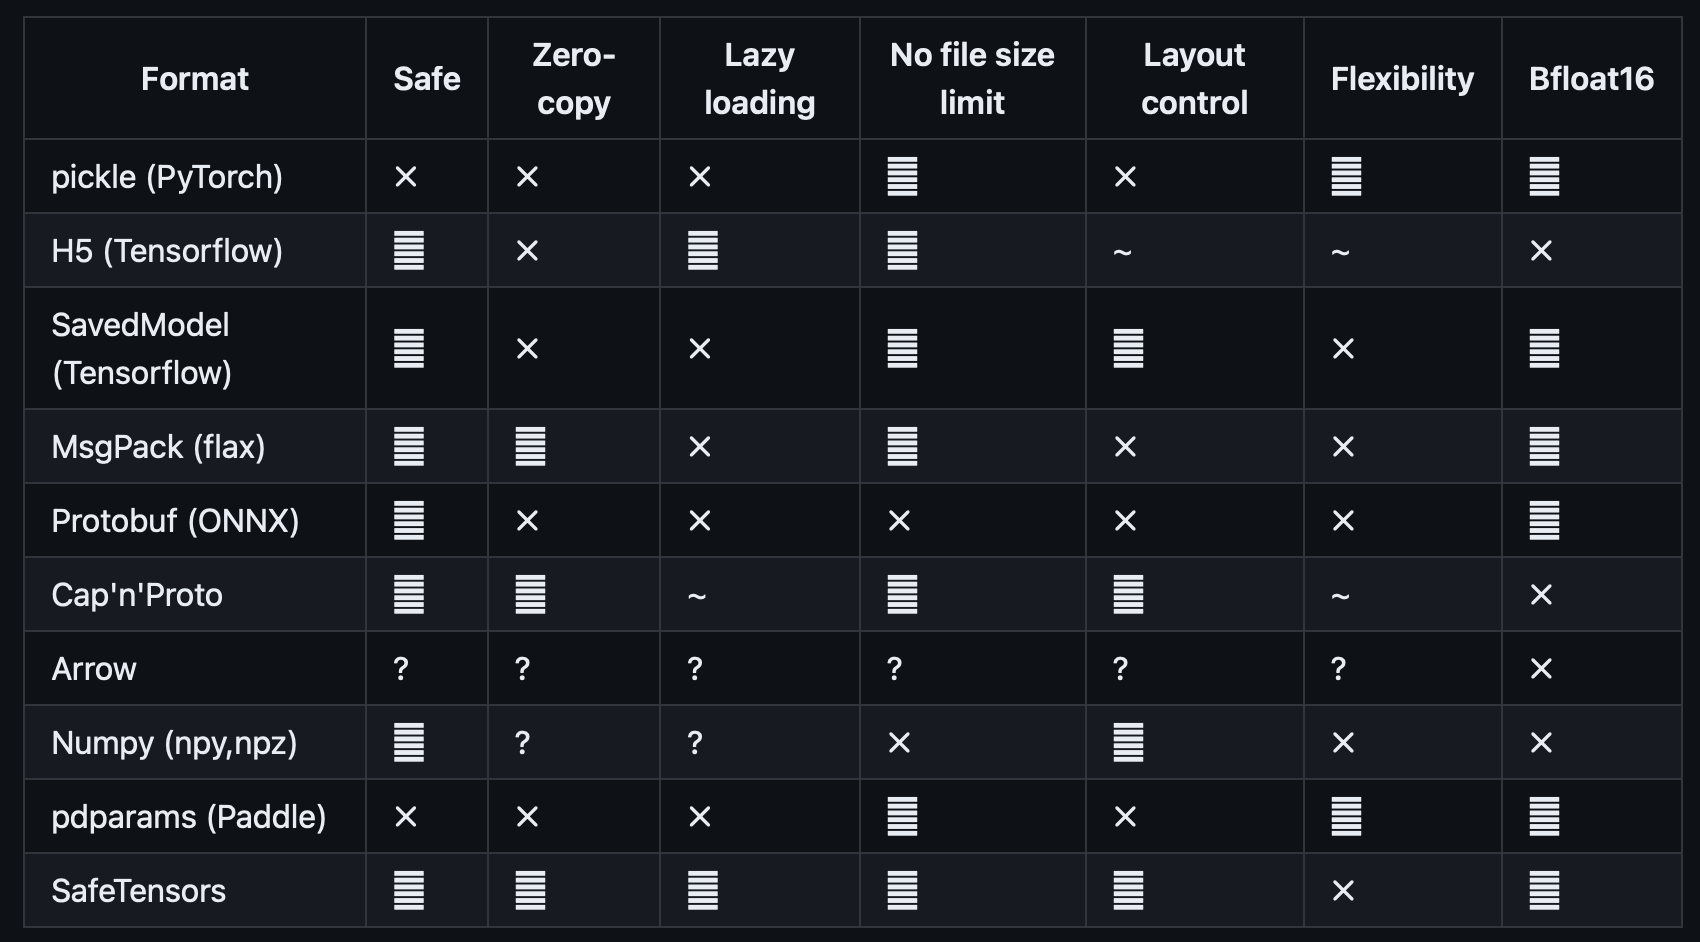 Format Safe Zero-copy Lazy loading No file size limit Layout control Flexibility Bfloat16
pickle (PyTorch) ✗ ✗ ✗ 𝌆 ✗ 𝌆 𝌆
H5 (Tensorflow) 𝌆 ✗ 𝌆 𝌆 ~ ~ ✗
SavedModel (Tensorflow) 𝌆 ✗ ✗ 𝌆 𝌆 ✗ 𝌆
MsgPack (flax) 𝌆 𝌆 ✗ 𝌆 ✗ ✗ 𝌆
Protobuf (ONNX) 𝌆 ✗ ✗ ✗ ✗ ✗ 𝌆
Cap'n'Proto 𝌆 𝌆 ~ 𝌆 𝌆 ~ ✗
Arrow ? ? ? ? ? ? ✗
Numpy (npy,npz) 𝌆 ? ? ✗ 𝌆 ✗ ✗
pdparams (Paddle) ✗ ✗ ✗ 𝌆 ✗ 𝌆 𝌆
SafeTensors 𝌆 𝌆 𝌆 𝌆 𝌆 ✗ 𝌆